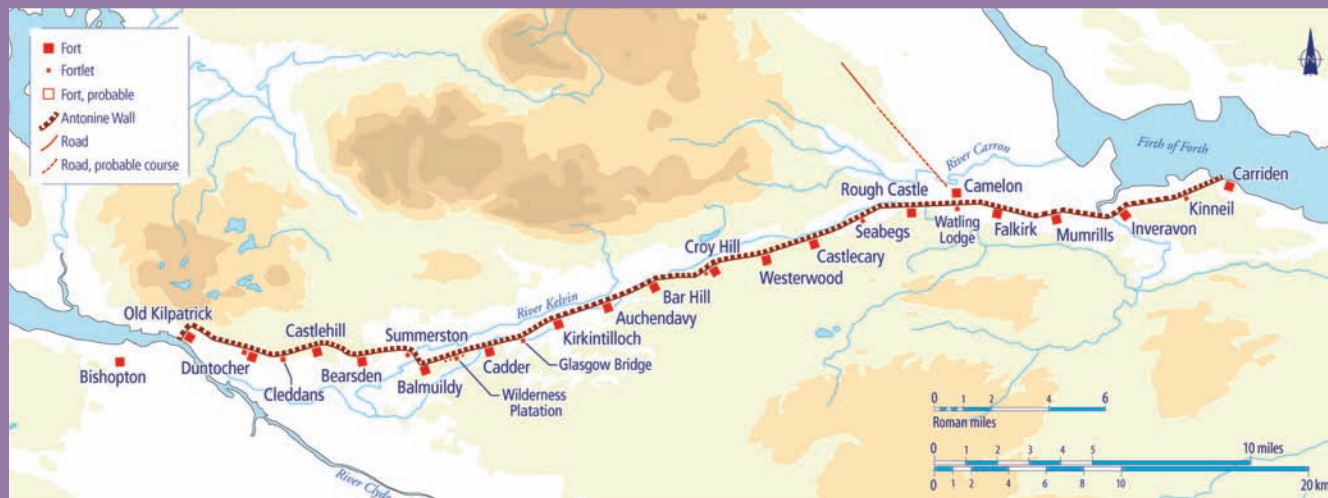 Fort
Fortlet
Fort, probable
Antonine Wall
Road
Road, probable course
N
Firth of Forth
River Carron
Carriden
Kinneil
Inveravon
Mumrills
Falkirk
Camelon
Watling
Lodge
Rough Castle
Seabegs
Castlecary
Westerwood
Croy Hill
Bar Hill
Auchendavy
River Kelvin
Kirkintilloch
Glasgow Bridge
Cadder
Wilderness
Platation
Summerston
Balmuildy
Bearsden
Castlehill
Cleddans
Duntocher
Old Kilpatrick
Bishopton
River Clyde
0 1 2 4 6
Roman miles
0 1 2 3 4 5 10 miles
0 1 2 4 6 8 10 20 km